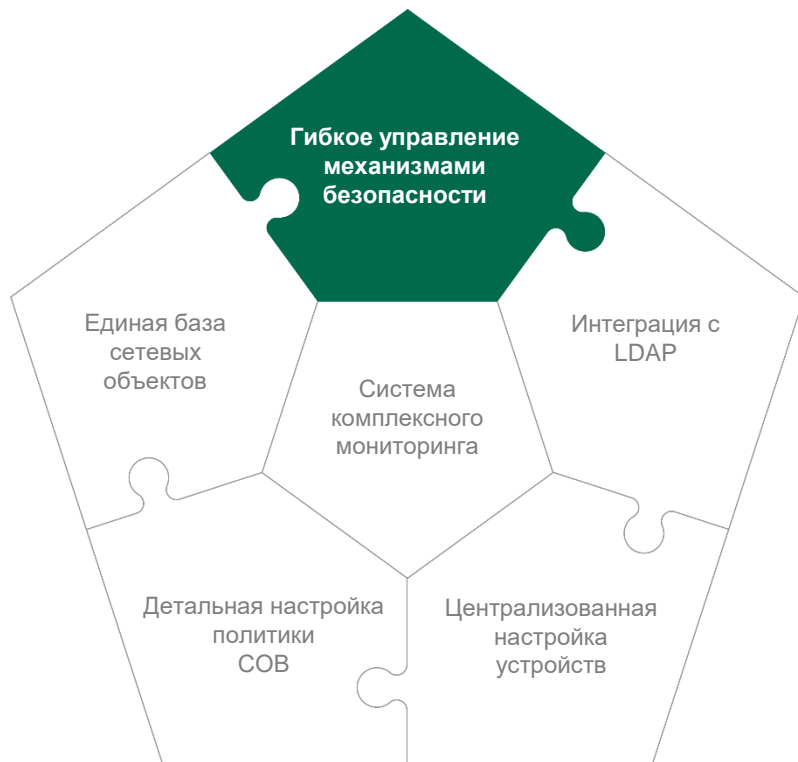 Гибкое управление
механизмами
безопасности
Единая база
сетевых
объектов
Интеграция с
LDAP
Система
комплексного
мониторинга
Детальная настройка
политики
СОВ
Централизованная
настройка
устройств